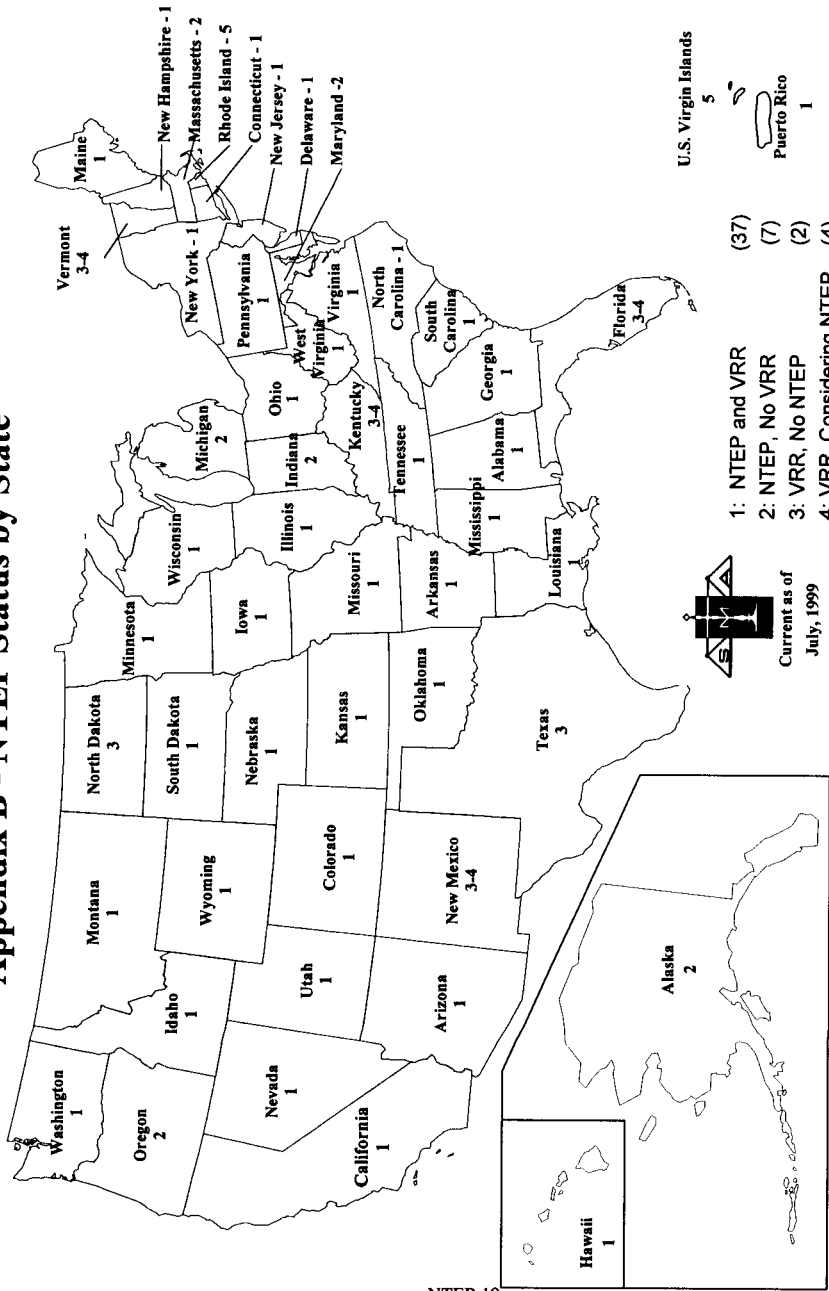 Appendix B - NTEP Status by State
Washington
1
Oregon
2
California
1
Nevada
1
Idaho
1
Montana
1
Wyoming
1
Utah
1
Arizona
1
Colorado
1
New Mexico
3-4
North Dakota
3
South Dakota
1
Nebraska
1
Kansas
1
Oklahoma
1
Texas
3
Minnesota
1
Iowa
1
Missouri
1
Arkansas
1
Louisiana
1
Wisconsin
1
Illinois
1
Michigan
2
Indiana
2
Ohio
1
Kentucky
3-4
Tennessee
1
Mississippi
1
Alabama
1
Georgia
1
Florida
3-4
South
Carolina
1
North
Carolina - 1
Virginia
1
West
Virginia
1
Pennsylvania
1
New York - 1
Vermont
3-4
Maine
1
New Hampshire - 1
Massachusetts - 2
Rhode Island - 5
Connecticut - 1
New Jersey - 1
Delaware - 1
Maryland -2
Hawaii
1
Alaska
2
U.S. Virgin Islands
5
Puerto Rico
1
S M A
Current as of
July, 1999
1: NTEP and VRR (37)
2: NTEP, No VRR (7)
3: VRR, No NTEP (2)
4: VRR, Considering NTEP (4)